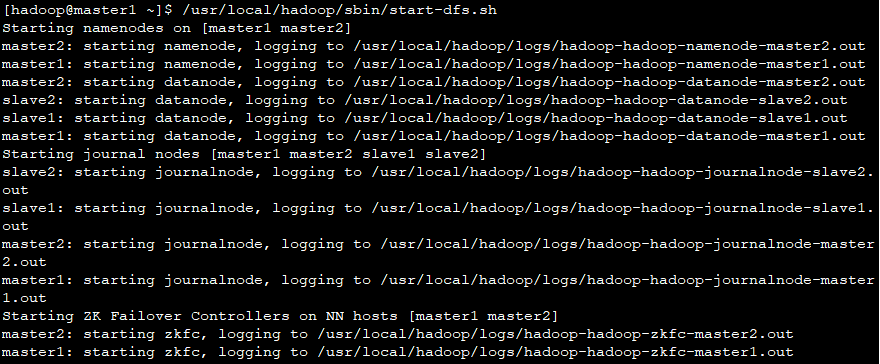 [hadoop@master1 ~]$ /usr/local/hadoop/sbin/start-dfs.sh
Starting namenodes on [master1 master2]
master2: starting namenode, logging to /usr/local/hadoop/logs/hadoop-hadoop-namenode-master2.out
master1: starting namenode, logging to /usr/local/hadoop/logs/hadoop-hadoop-namenode-master1.out
master2: starting datanode, logging to /usr/local/hadoop/logs/hadoop-hadoop-datanode-master2.out
slave2: starting datanode, logging to /usr/local/hadoop/logs/hadoop-hadoop-datanode-slave2.out
slave1: starting datanode, logging to /usr/local/hadoop/logs/hadoop-hadoop-datanode-slave1.out
master1: starting datanode, logging to /usr/local/hadoop/logs/hadoop-hadoop-datanode-master1.out
Starting journal nodes [master1 master2 slave1 slave2]
slave2: starting journalnode, logging to /usr/local/hadoop/logs/hadoop-hadoop-journalnode-slave2.
out
slave1: starting journalnode, logging to /usr/local/hadoop/logs/hadoop-hadoop-journalnode-slave1.
out
master2: starting journalnode, logging to /usr/local/hadoop/logs/hadoop-hadoop-journalnode-master
2.out
master1: starting journalnode, logging to /usr/local/hadoop/logs/hadoop-hadoop-journalnode-master
1.out
Starting ZK Failover Controllers on NN hosts [master1 master2]
master2: starting zkfc, logging to /usr/local/hadoop/logs/hadoop-hadoop-zkfc-master2.out
master1: starting zkfc, logging to /usr/local/hadoop/logs/hadoop-hadoop-zkfc-master1.out